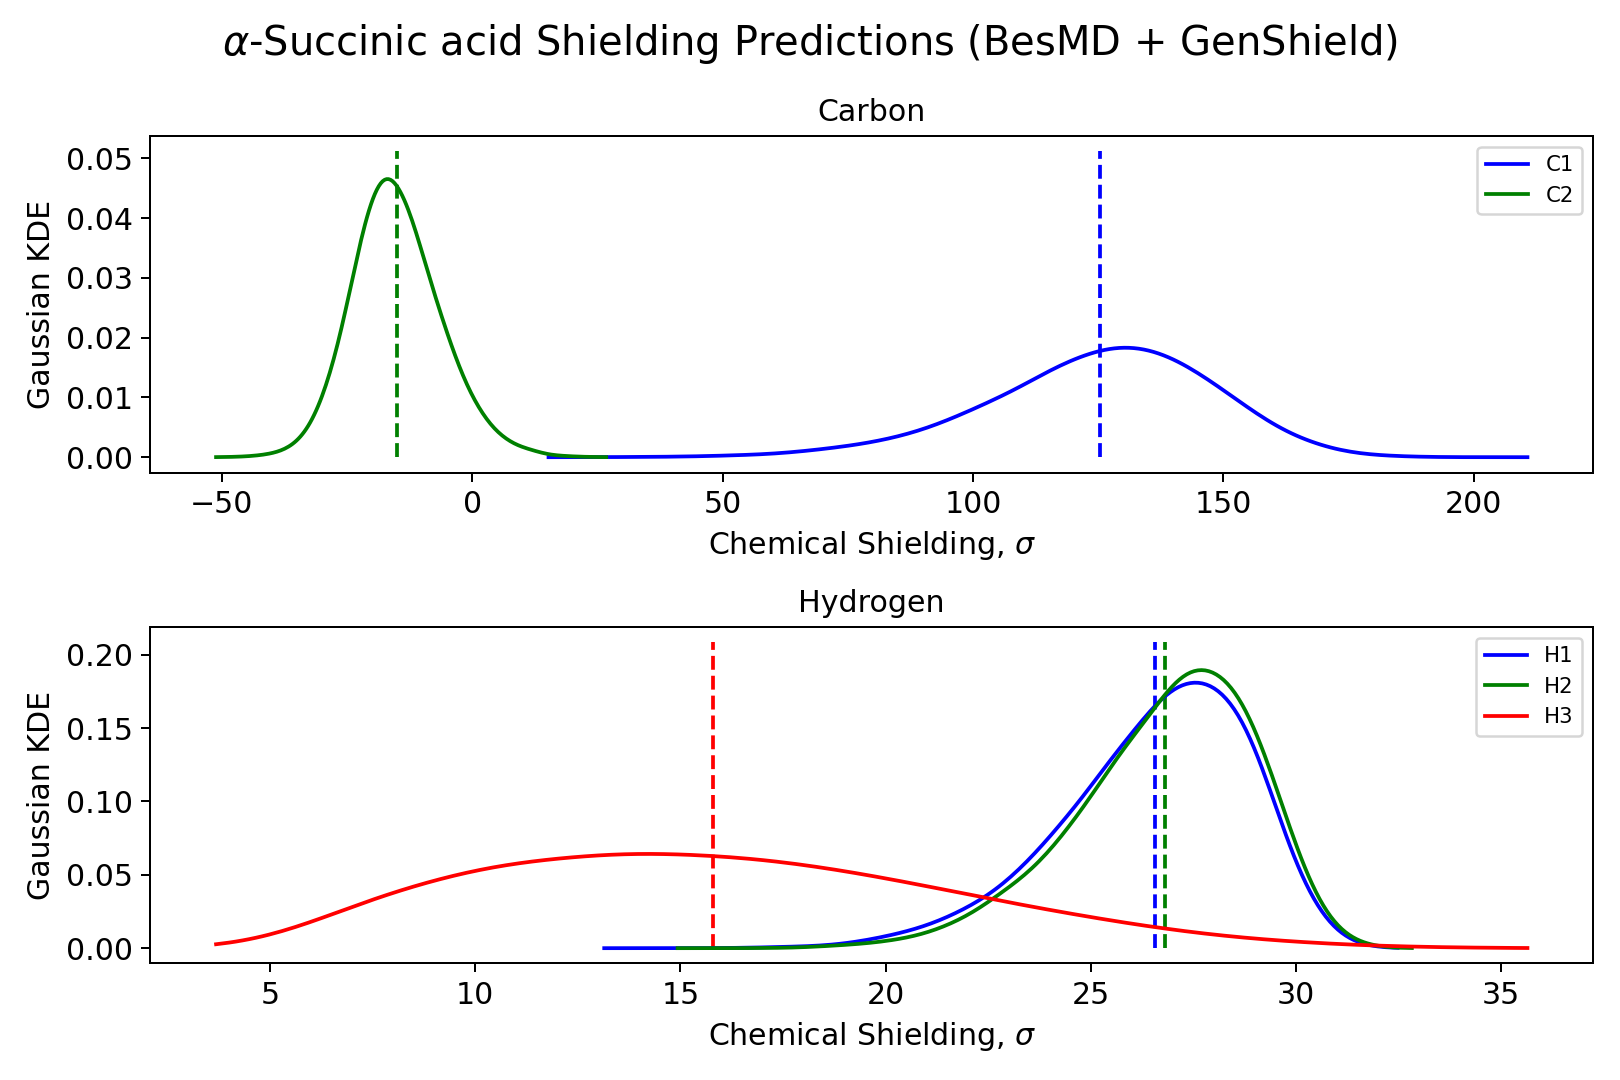 α-Succinic acid Shielding Predictions (BesMD + GenShield)
Carbon
Gaussian KDE
0.05
0.04
0.03
0.02
0.01
0.00
C1
C2
−50 0 50 100 150 200
Chemical Shielding, σ
Hydrogen
Gaussian KDE
0.20
0.15
0.10
0.05
0.00
H1
H2
H3
5 10 15 20 25 30 35
Chemical Shielding, σ